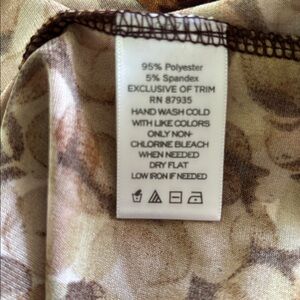 95% Polyester
5% Spandex
EXCLUSIVE OF TRIM
RN 87935
HAND WASH COLD
WITH LIKE COLORS
ONLY NON-
CHLORINE BLEACH
WHEN NEEDED
DRY FLAT
LOW IRON IF NEEDED